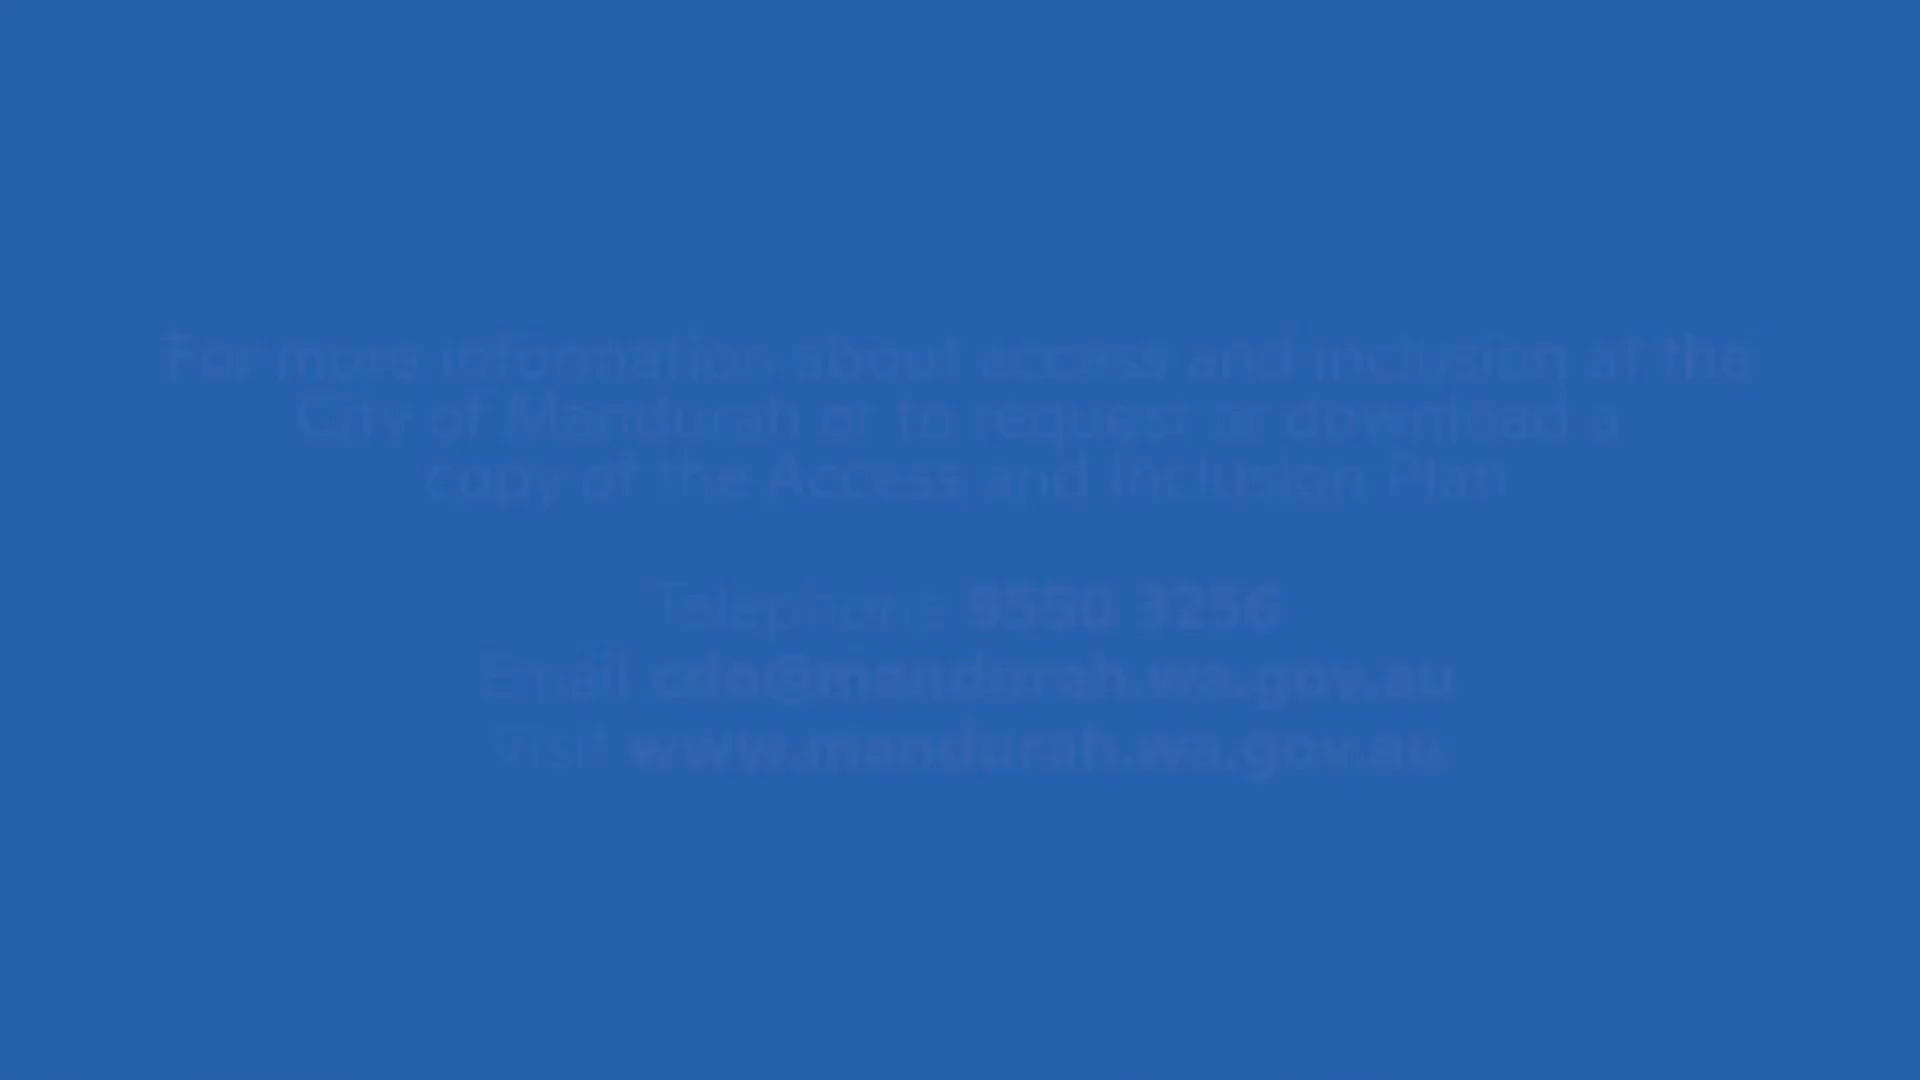 For more information about access and inclusion at the
City of Mandurah or to request or download a
copy of the Access and Inclusion Plan
Telephone 9550 3256
Email cdo@mandurah.wa.gov.au
Visit www.mandurah.wa.gov.au